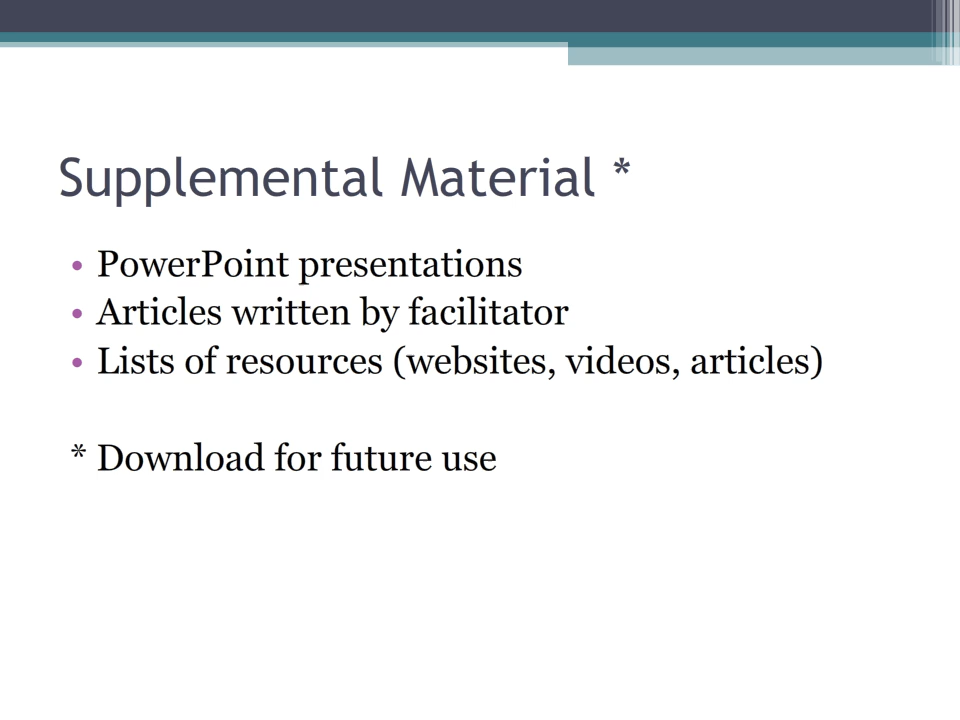 Supplemental Material *
• PowerPoint presentations
• Articles written by facilitator
• Lists of resources (websites, videos, articles)
* Download for future use